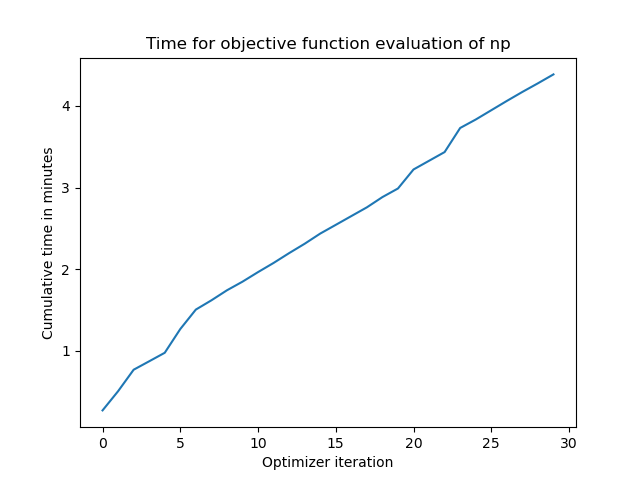 Time for objective function evaluation of np
Cumulative time in minutes
4
3
2
1
0 5 10 15 20 25 30
Optimizer iteration